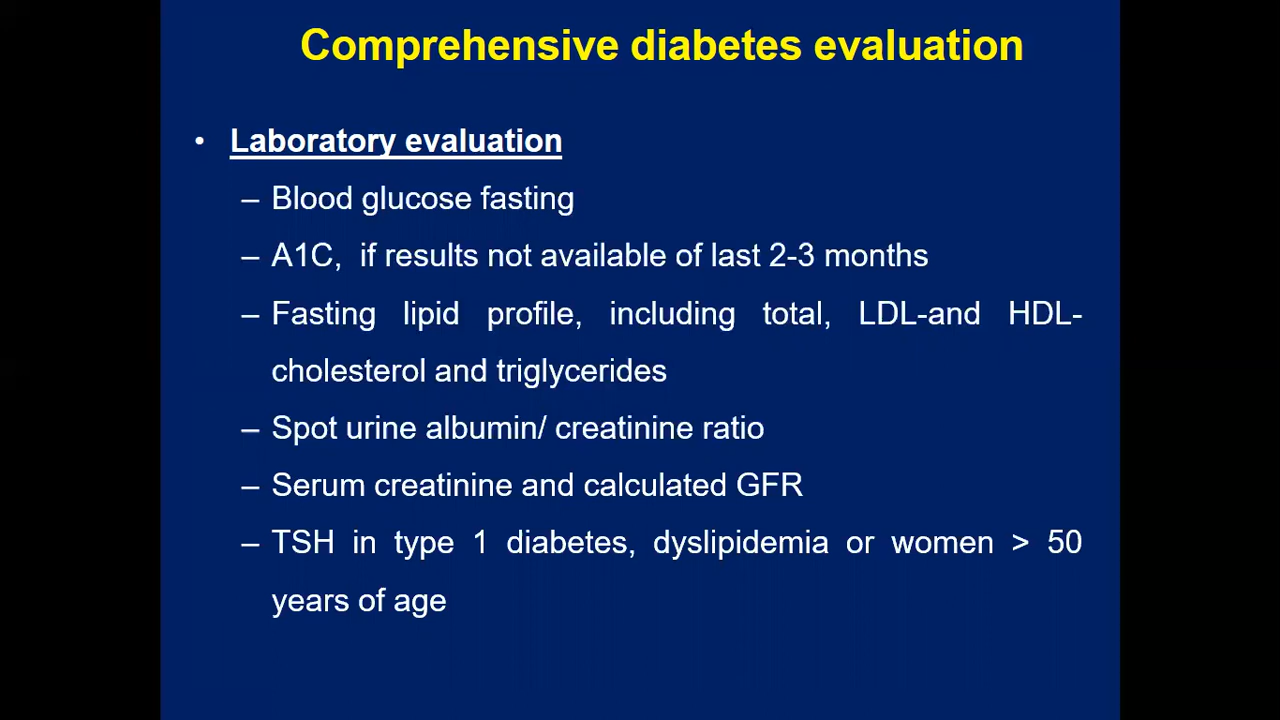 Comprehensive diabetes evaluation
• Laboratory evaluation
– Blood glucose fasting
– A1C, if results not available of last 2-3 months
– Fasting lipid profile, including total, LDL-and HDL-
cholesterol and triglycerides
– Spot urine albumin/ creatinine ratio
– Serum creatinine and calculated GFR
– TSH in type 1 diabetes, dyslipidemia or women > 50
years of age